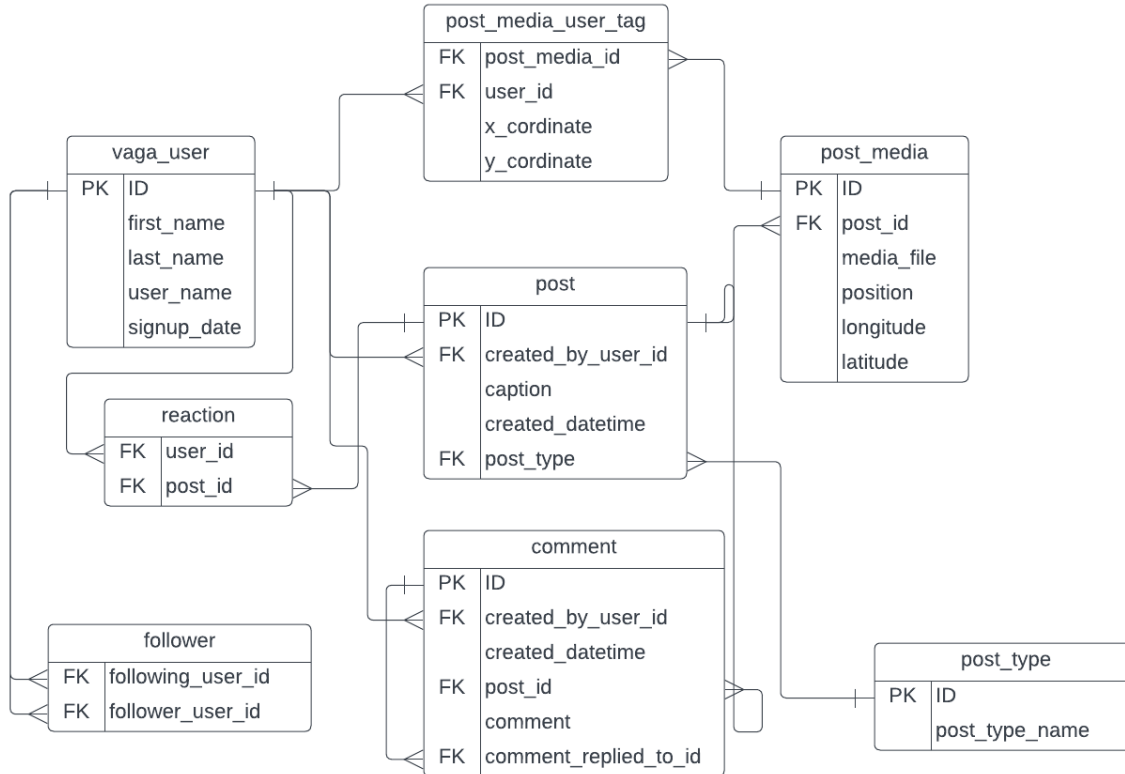 post_media_user_tag
FK post_media_id
FK user_id
x_cordinate
y_cordinate
vaga_user
PK ID
first_name
last_name
user_name
signup_date
post_media
PK ID
FK post_id
media_file
position
longitude
latitude
post
PK ID
FK created_by_user_id
caption
created_datetime
FK post_type
reaction
FK user_id
FK post_id
comment
PK ID
FK created_by_user_id
created_datetime
FK post_id
comment
FK comment_replied_to_id
follower
FK following_user_id
FK follower_user_id
post_type
PK ID
post_type_name